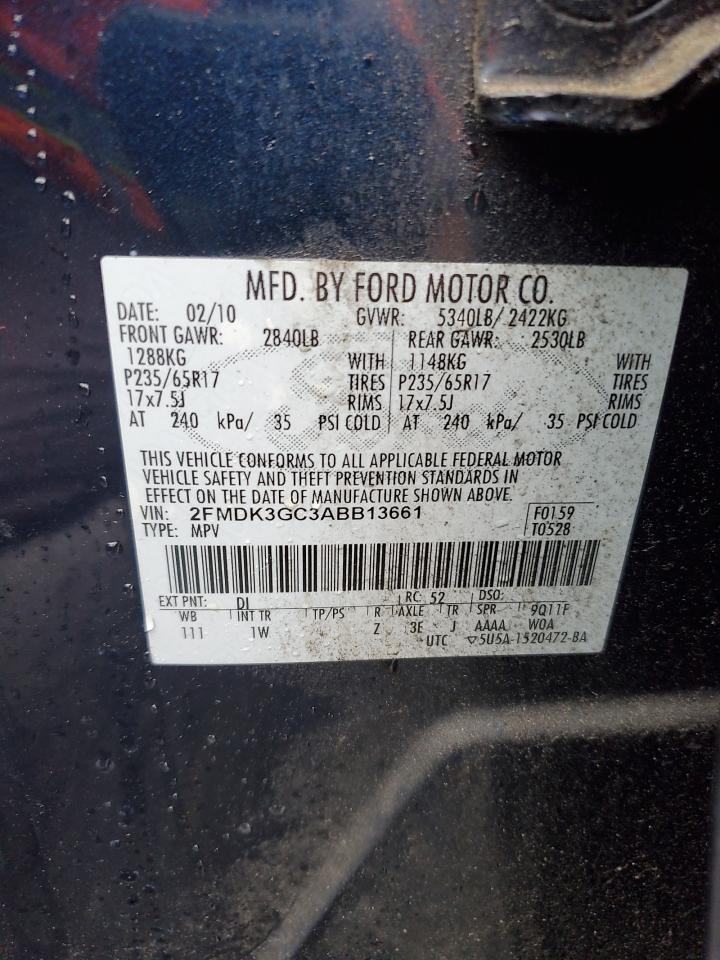 MFD. BY FORD MOTOR CO.
DATE: 02/10 GVWR: 5340LB/ 2422KG
FRONT GAWR: 2840LB REAR GAWR: 2530LB
1288KG WITH 1148KG WITH
P235/65R17 TIRES P235/65R17 TIRES
17x7.5J RIMS 17x7.5J RIMS
AT 240 kPa/ 35 PSI COLD AT 240 kPa/ 35 PSI COLD
THIS VEHICLE CONFORMS TO ALL APPLICABLE FEDERAL MOTOR
VEHICLE SAFETY AND THEFT PREVENTION STANDARDS IN
EFFECT ON THE DATE OF MANUFACTURE SHOWN ABOVE.
VIN: 2FMDK3GC3ABB13661 F0159
TYPE: MPV T0528
EXT PNT: DI RC: 52 DSO:
WB INT TR TP/PS R AXLE TR SPR 9Q11F
111 1W Z 3E J AAAA W0A
UTC ▽5U5A-1520472-BA